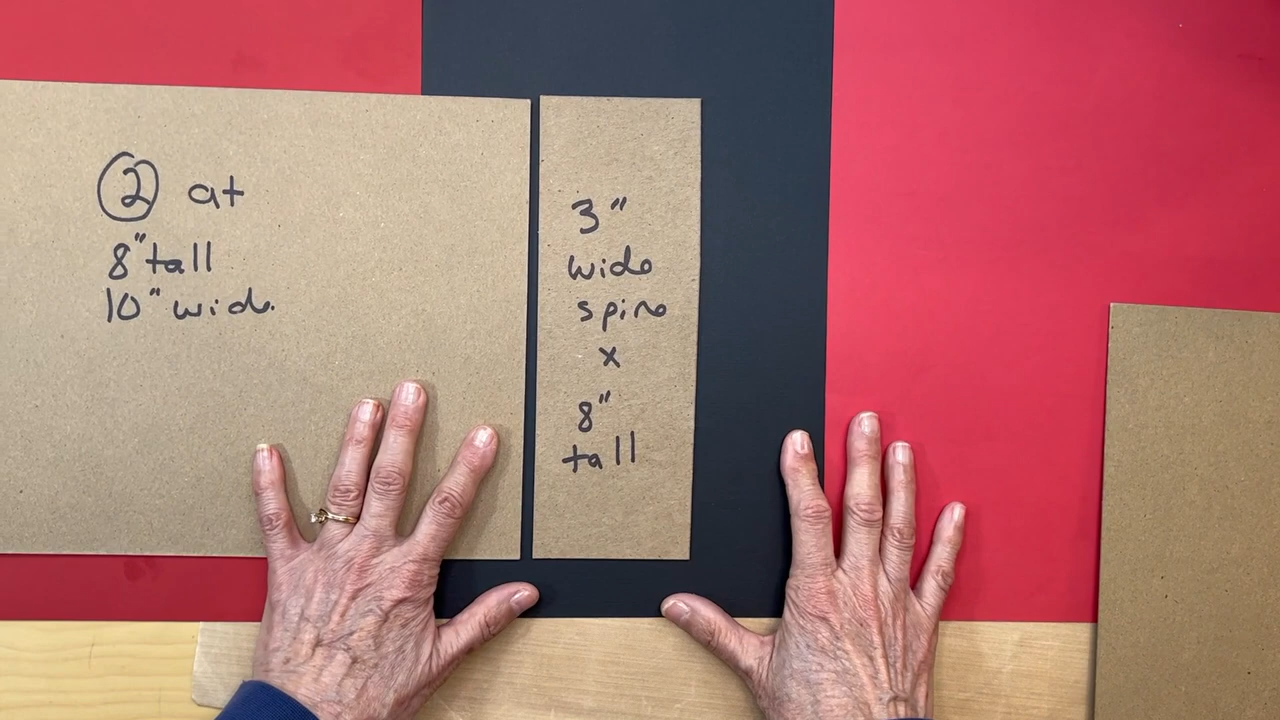 2 at
8" tall
10" wide.
3"
wide
spine
x
8"
tall